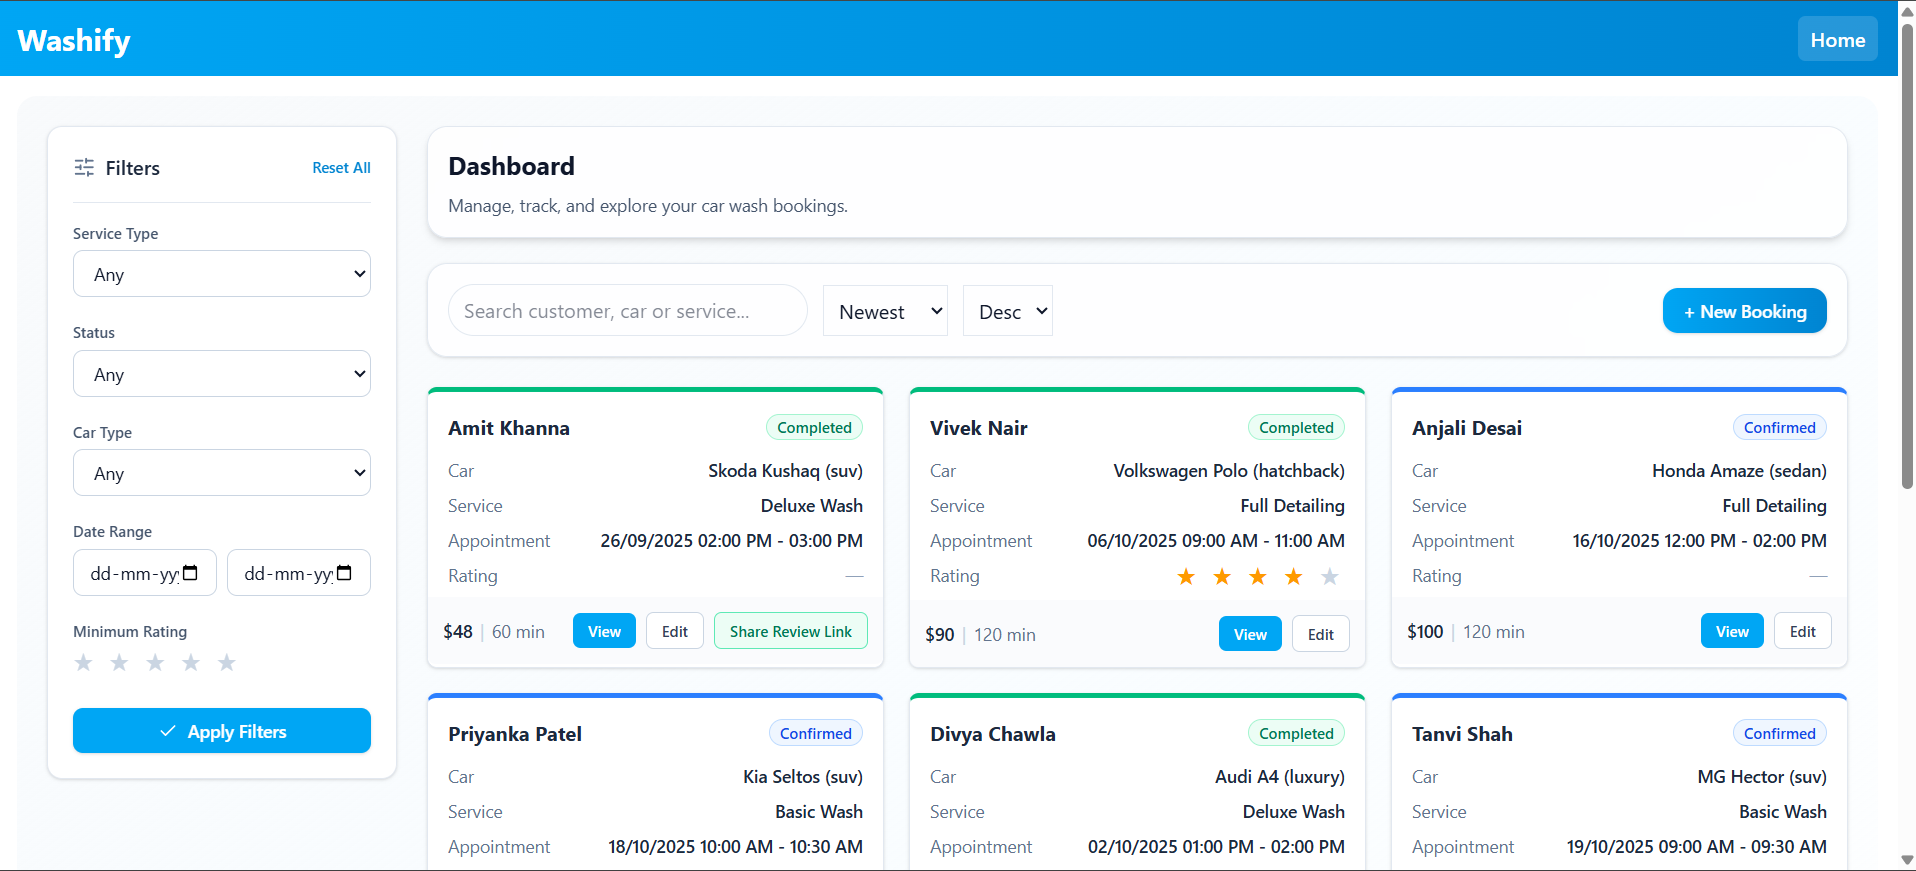 Washify
Home
Filters
Reset All
Service Type
Any
Status
Any
Car Type
Any
Date Range
dd-mm-yy
dd-mm-yy
Minimum Rating
Apply Filters
Dashboard
Manage, track, and explore your car wash bookings.
Search customer, car or service...
Newest
Desc
+ New Booking
Amit Khanna
Completed
Car
Skoda Kushaq (suv)
Service
Deluxe Wash
Appointment
26/09/2025 02:00 PM - 03:00 PM
Rating
—
$48 | 60 min
View
Edit
Share Review Link
Vivek Nair
Completed
Car
Volkswagen Polo (hatchback)
Service
Full Detailing
Appointment
06/10/2025 09:00 AM - 11:00 AM
Rating
$90 | 120 min
View
Edit
Anjali Desai
Confirmed
Car
Honda Amaze (sedan)
Service
Full Detailing
Appointment
16/10/2025 12:00 PM - 02:00 PM
Rating
—
$100 | 120 min
View
Edit
Priyanka Patel
Confirmed
Car
Kia Seltos (suv)
Service
Basic Wash
Appointment
18/10/2025 10:00 AM - 10:30 AM
Divya Chawla
Completed
Car
Audi A4 (luxury)
Service
Deluxe Wash
Appointment
02/10/2025 01:00 PM - 02:00 PM
Tanvi Shah
Confirmed
Car
MG Hector (suv)
Service
Basic Wash
Appointment
19/10/2025 09:00 AM - 09:30 AM